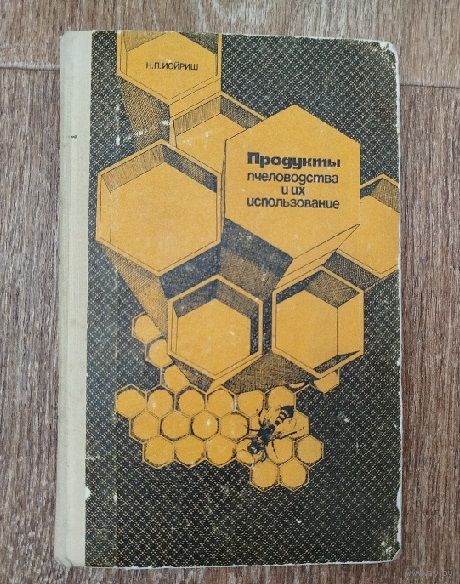 Н.П.ИОЙРИШ
Продукты
пчеловодства
и их
использование